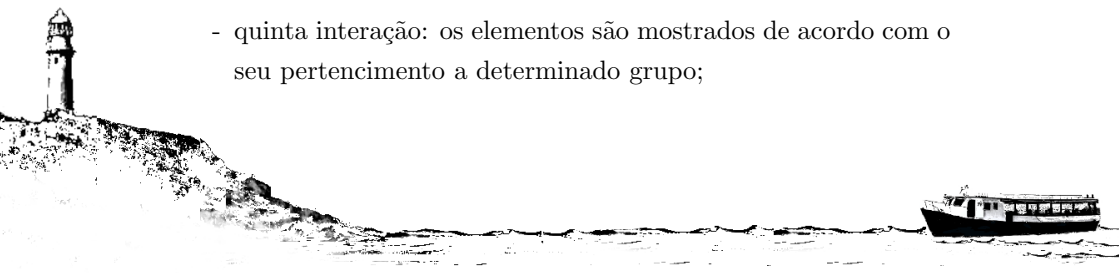 - quinta interação: os elementos são mostrados de acordo com o
seu pertencimento a determinado grupo;